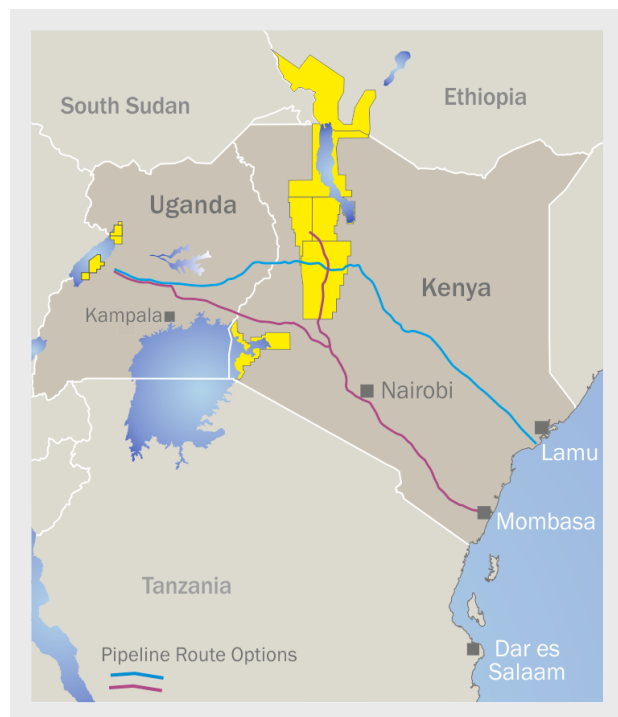 South Sudan
Ethiopia
Uganda
Kenya
Kampala
Nairobi
Lamu
Mombasa
Tanzania
Pipeline Route Options
Dar es
Salaam